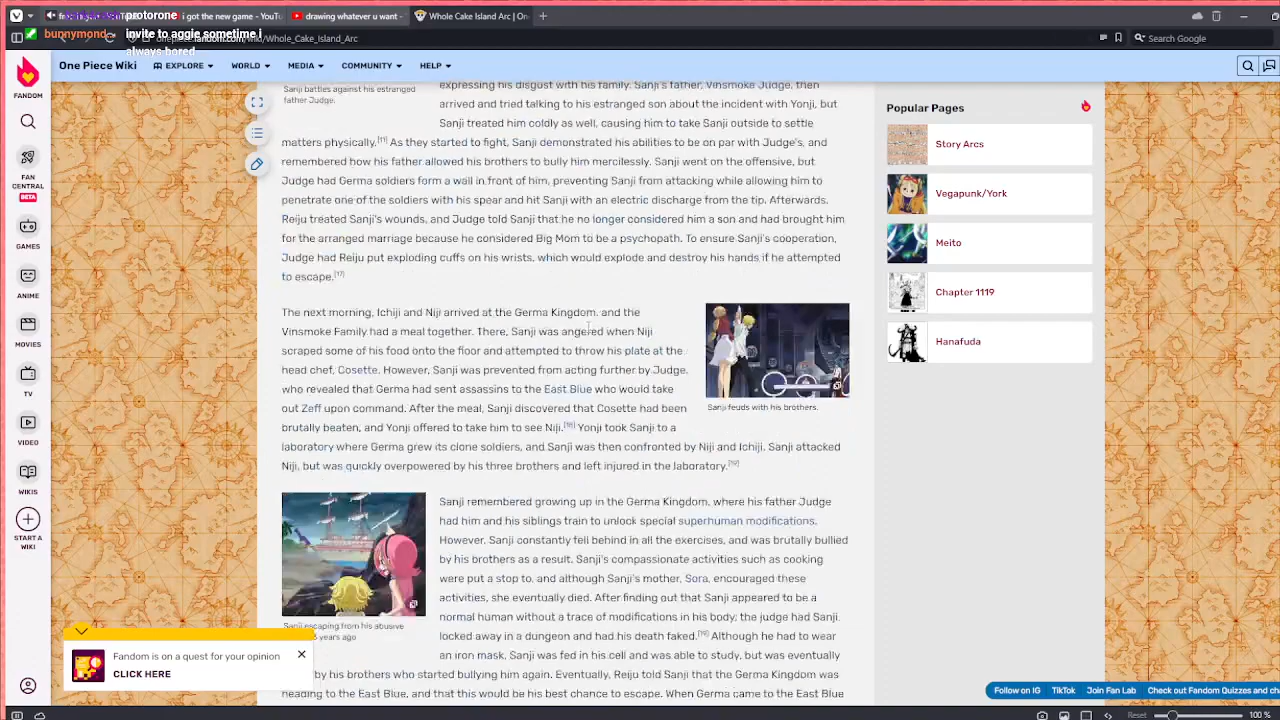 i got the new game - YouTu
drawing whatever u want -
Whole Cake Island Arc | On
protorone
bunnymond
invite to aggie sometime i
always bored
onepiece.fandom.com/wiki/Whole_Cake_Island_Arc
Search Google
FANDOM
One Piece Wiki
EXPLORE
WORLD
MEDIA
COMMUNITY
HELP
FAN CENTRAL
BETA
GAMES
ANIME
MOVIES
TV
VIDEO
WIKIS
START A WIKI
Sanji battles against his estranged
father Judge.
expressing his disgust with his family. Sanji's father, Vinsmoke Judge, then
arrived and tried talking to his estranged son about the incident with Yonji, but
Sanji treated him coldly as well, causing him to take Sanji outside to settle
matters physically.[11] As they started to fight, Sanji demonstrated his abilities to be on par with Judge's, and
remembered how his father allowed his brothers to bully him mercilessly. Sanji went on the offensive, but
Judge had Germa soldiers form a wall in front of him, preventing Sanji from attacking while allowing him to
penetrate one of the soldiers with his spear and hit Sanji with an electric discharge from the tip. Afterwards,
Reiju treated Sanji's wounds, and Judge told Sanji that he no longer considered him a son and had brought him
for the arranged marriage because he considered Big Mom to be a psychopath. To ensure Sanji's cooperation,
Judge had Reiju put exploding cuffs on his wrists, which would explode and destroy his hands if he attempted
to escape.[17]
The next morning, Ichiji and Niji arrived at the Germa Kingdom, and the
Vinsmoke Family had a meal together. There, Sanji was angered when Niji
scraped some of his food onto the floor and attempted to throw his plate at the
head chef, Cosette. However, Sanji was prevented from acting further by Judge,
who revealed that Germa had sent assassins to the East Blue who would take
out Zeff upon command. After the meal, Sanji discovered that Cosette had been
brutally beaten, and Yonji offered to take him to see Niji.[18] Yonji took Sanji to a
laboratory where Germa grew its clone soldiers, and Sanji was then confronted by Niji and Ichiji. Sanji attacked
Niji, but was quickly overpowered by his three brothers and left injured in the laboratory.[19]
Sanji feuds with his brothers.
Sanji remembered growing up in the Germa Kingdom, where his father Judge
had him and his siblings train to unlock special superhuman modifications.
However, Sanji constantly fell behind in all the exercises, and was brutally bullied
by his brothers as a result. Sanji's compassionate activities such as cooking
were put a stop to, and although Sanji's mother, Sora, encouraged these
activities, she eventually died. After finding out that Sanji appeared to be a
normal human without a trace of modifications in his body; the judge had Sanji
locked away in a dungeon and had his death faked.[19] Although he had to wear
an iron mask, Sanji was fed in his cell and was able to study, but was eventually
by his brothers who started bullying him again. Eventually, Reiju told Sanji that the Germa Kingdom was
heading to the East Blue, and that this would be his best chance to escape. When Germa came to the East Blue
Sanji escaping from his abusive
years ago
Popular Pages
Story Arcs
Vegapunk/York
Meito
Chapter 1119
Hanafuda
Fandom is on a quest for your opinion
CLICK HERE
Follow on IG
TikTok
Join Fan Lab
Check out Fandom Quizzes and cha
Reset
100 %